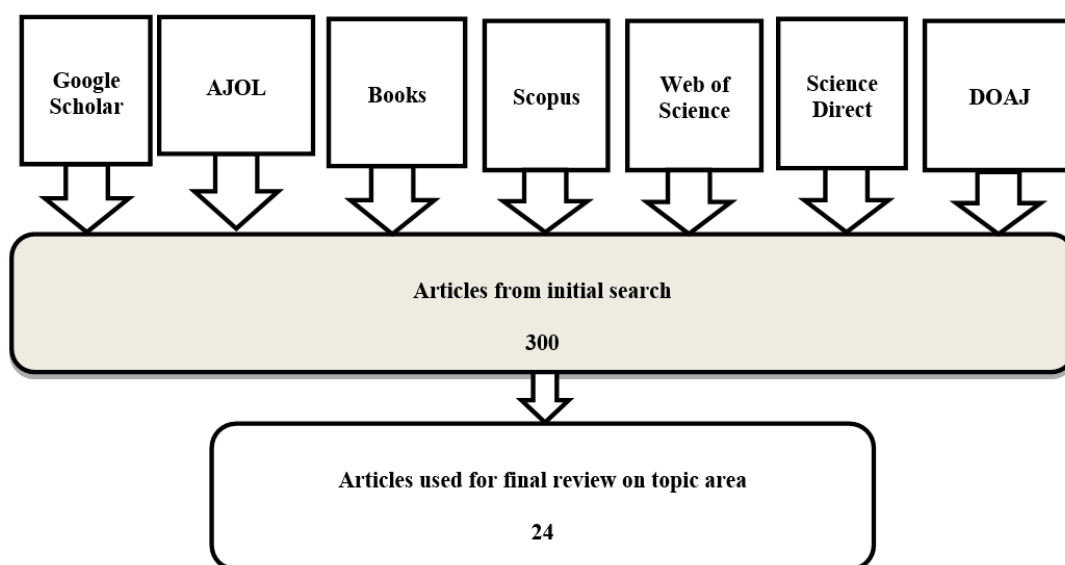 Google
Scholar
AJOL
Books
Scopus
Web of
Science
Science
Direct
DOAJ
Articles from initial search
300
Articles used for final review on topic area
24